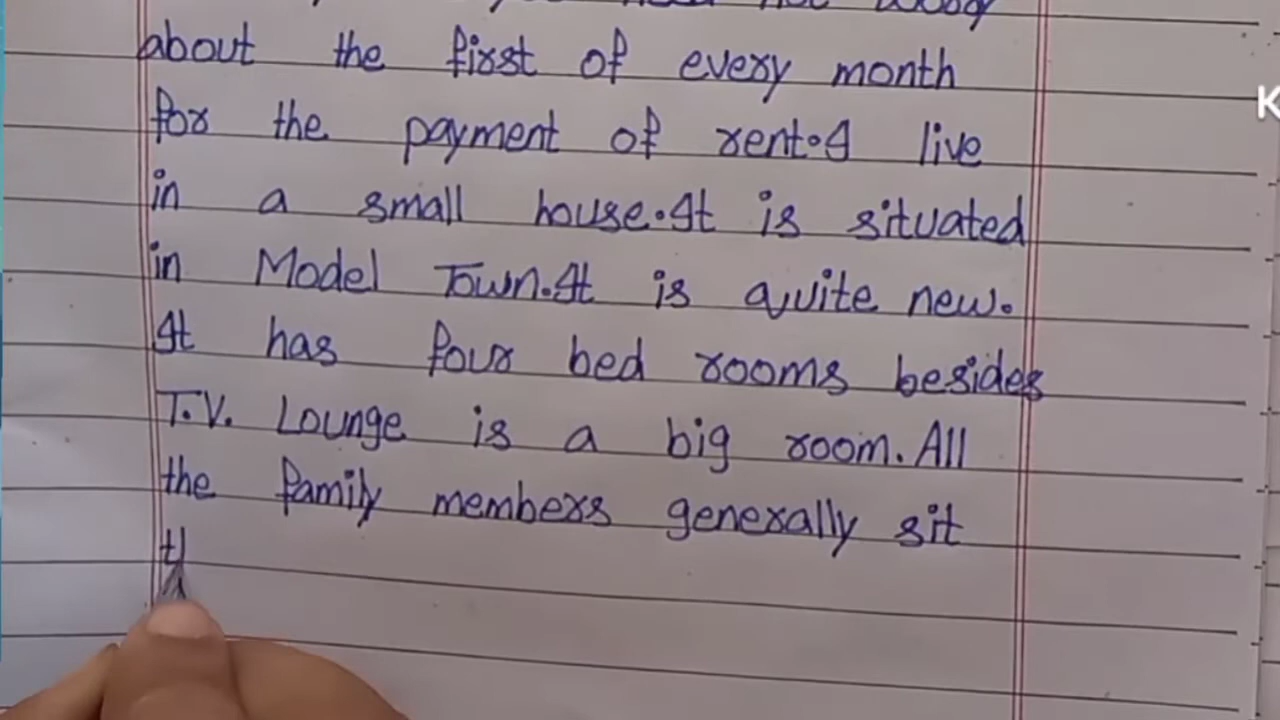 not worry
about the first of every month
for the payment of rent.I live
in a small house.It is situated
in Model Town.It is quite new.
It has four bed rooms besides
T.V. Lounge is a big room. All
the family members generally sit
K